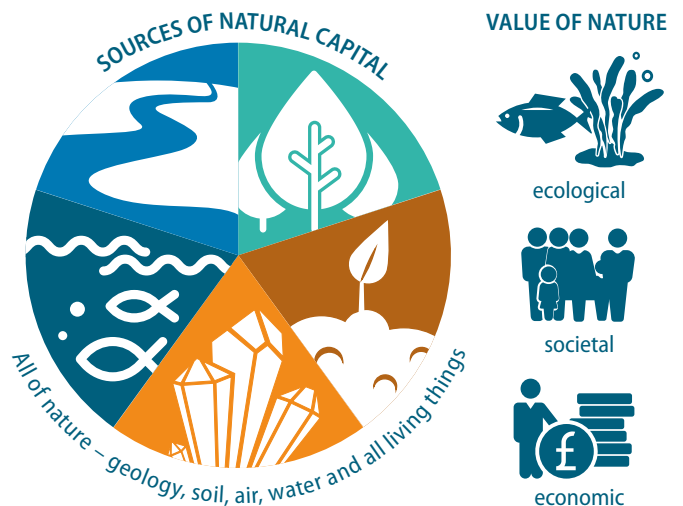 SOURCES OF NATURAL CAPITAL
All of nature – geology, soil, air, water and all living things
VALUE OF NATURE
ecological
societal
£
economic